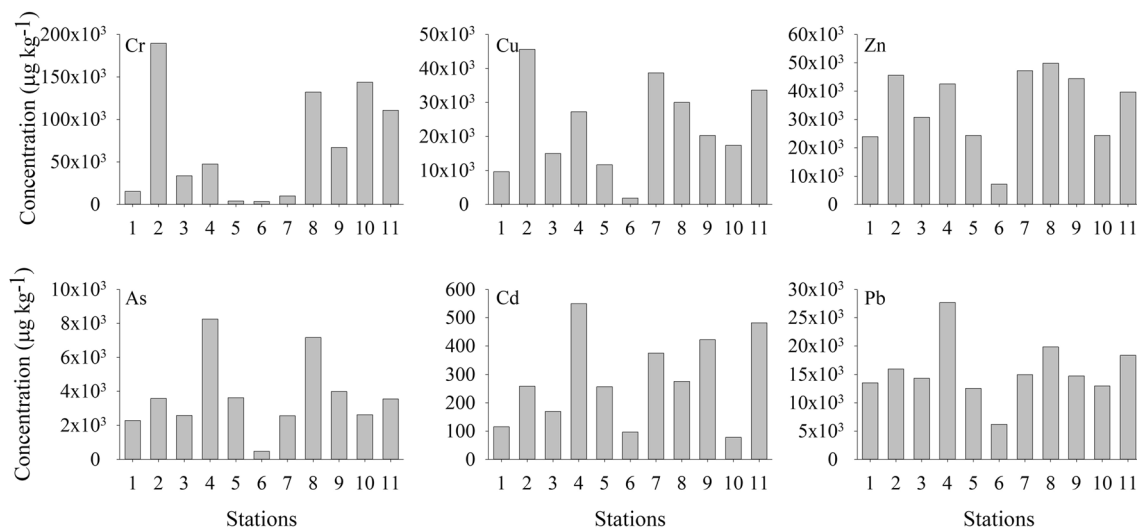 Concentration (µg kg⁻¹)
Cr
200x10³
150x10³
100x10³
50x10³
0
1 2 3 4 5 6 7 8 9 10 11
Cu
50x10³
40x10³
30x10³
20x10³
10x10³
0
1 2 3 4 5 6 7 8 9 10 11
Zn
60x10³
50x10³
40x10³
30x10³
20x10³
10x10³
0
1 2 3 4 5 6 7 8 9 10 11
Concentration (µg kg⁻¹)
As
10x10³
8x10³
6x10³
4x10³
2x10³
0
1 2 3 4 5 6 7 8 9 10 11
Stations
Cd
600
500
400
300
200
100
0
1 2 3 4 5 6 7 8 9 10 11
Stations
Pb
30x10³
25x10³
20x10³
15x10³
10x10³
5x10³
0
1 2 3 4 5 6 7 8 9 10 11
Stations